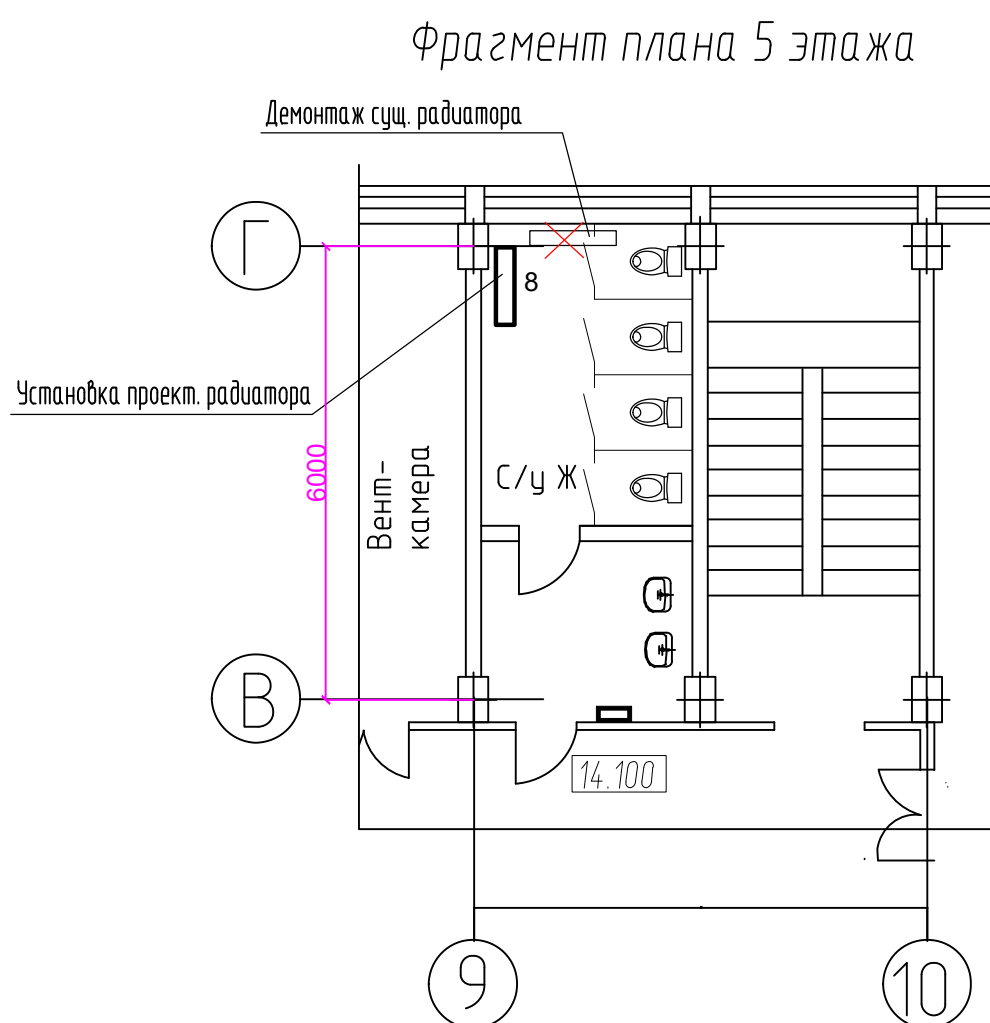 Фрагмент плана 5 этажа
Демонтаж сущ. радиатора
Г
8
Установка проект. радиатора
6000
Вент-
камера
С/у Ж
В
14.100
9
10